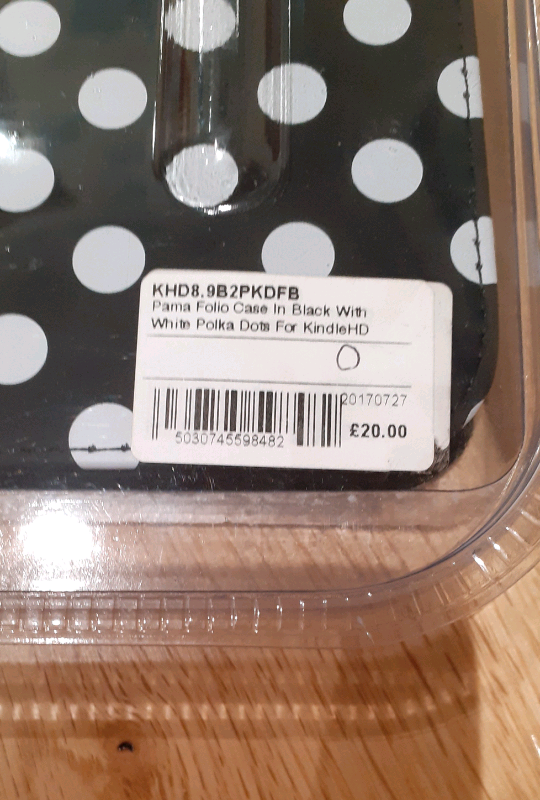 KHD8.9B2PKDFB
Pama Folio Case In Black With
White Polka Dots For KindleHD
20170727
5030745598482
£20.00